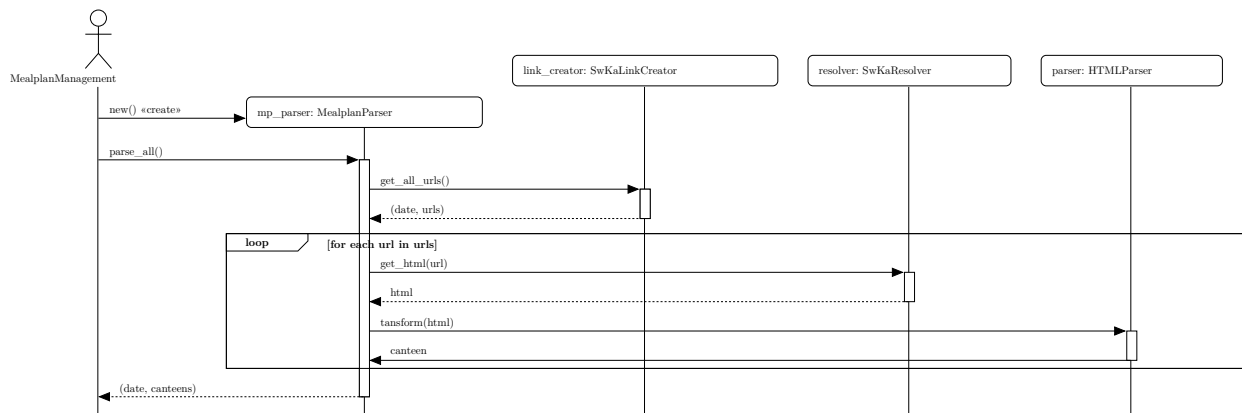 MealplanManagement
link_creator: SwKaLinkCreator
resolver: SwKaResolver
parser: HTMLParser
new() «create»
mp_parser: MealplanParser
parse_all()
get_all_urls()
(date, urls)
loop
[for each url in urls]
get_html(url)
html
tansform(html)
canteen
(date, canteens)